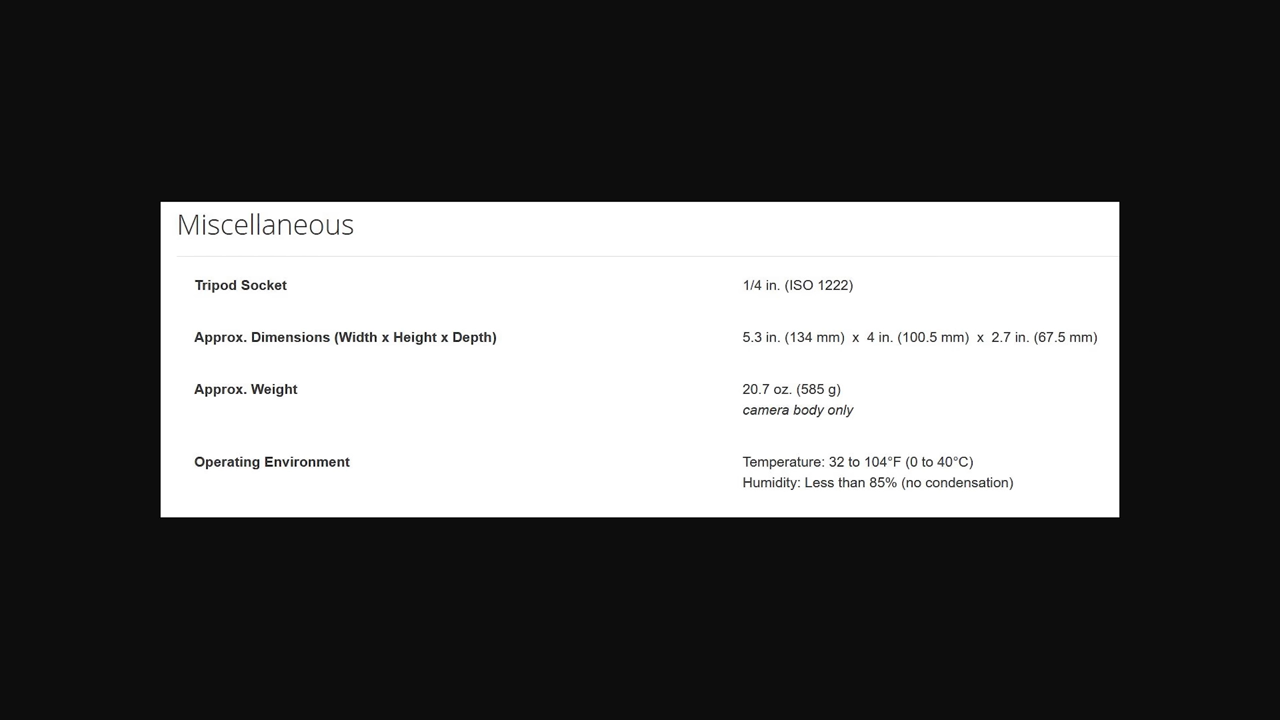 Miscellaneous
Tripod Socket 1/4 in. (ISO 1222)
Approx. Dimensions (Width x Height x Depth) 5.3 in. (134 mm)  x  4 in. (100.5 mm)  x  2.7 in. (67.5 mm)
Approx. Weight 20.7 oz. (585 g)
camera body only
Operating Environment Temperature: 32 to 104°F (0 to 40°C)
Humidity: Less than 85% (no condensation)